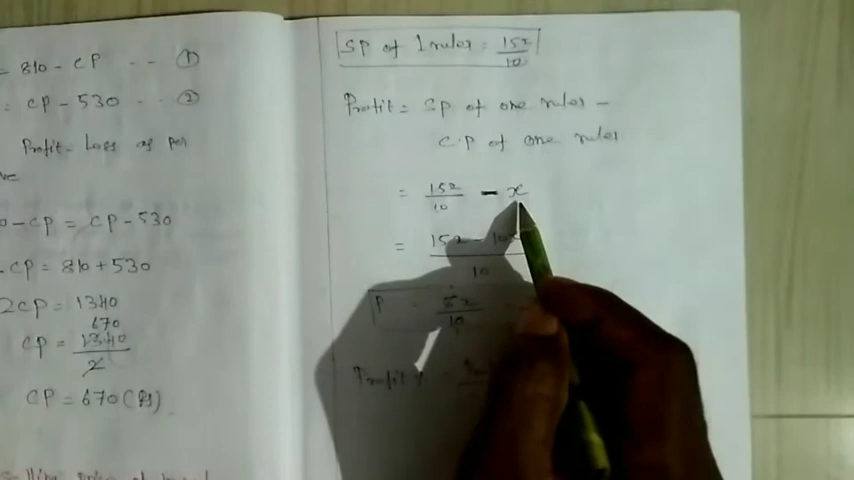 = 810 - CP -- ①
= CP - 530 -- ②
Profit = Loss as per
- CP = CP - 530
- CP = 810 + 530
2CP = 1340
670
CP = 1340/2
CP = 670 (Rs)
SP of 1 ruler = 15x/10
Profit = SP of one ruler -
C.P of one ruler
= 15x/10 - x
= 15x - 10x/10
P = 5x/10
Profit %